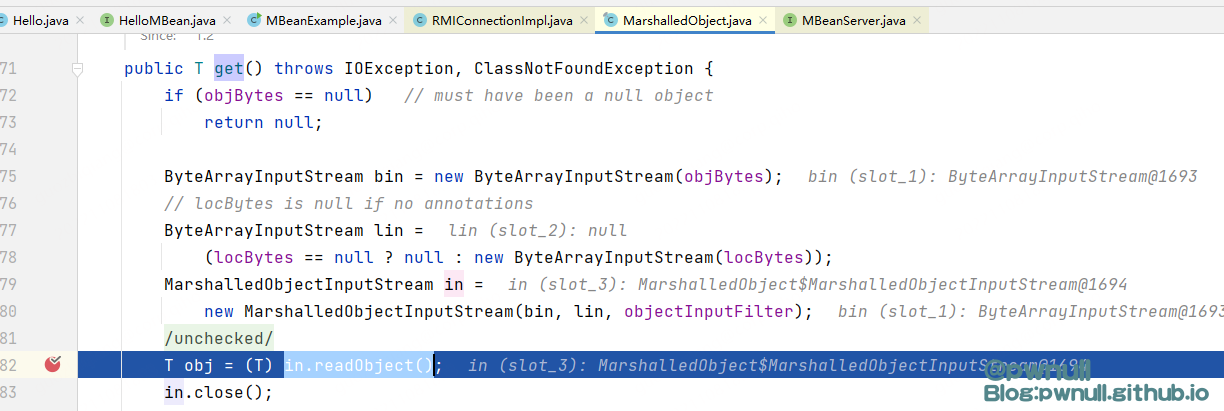 Hello.java HelloMBean.java MBeanExample.java RMIConnectionImpl.java MarshalledObject.java MBeanServer.java
Since: 1.2
71 public T get() throws IOException, ClassNotFoundException {
72 if (objBytes == null) // must have been a null object
73 return null;
74
75 ByteArrayInputStream bin = new ByteArrayInputStream(objBytes); bin (slot_1): ByteArrayInputStream@1693
76 // locBytes is null if no annotations
77 ByteArrayInputStream lin = lin (slot_2): null
78 (locBytes == null ? null : new ByteArrayInputStream(locBytes));
79 MarshalledObjectInputStream in = in (slot_3): MarshalledObject$MarshalledObjectInputStream@1694
80 new MarshalledObjectInputStream(bin, lin, objectInputFilter); bin (slot_1): ByteArrayInputStream@1693
81 /unchecked/
82 T obj = (T) in.readObject(); in (slot_3): MarshalledObject$MarshalledObjectInputStream@1694
83 in.close();
@pwnull
Blog:pwnull.github.io